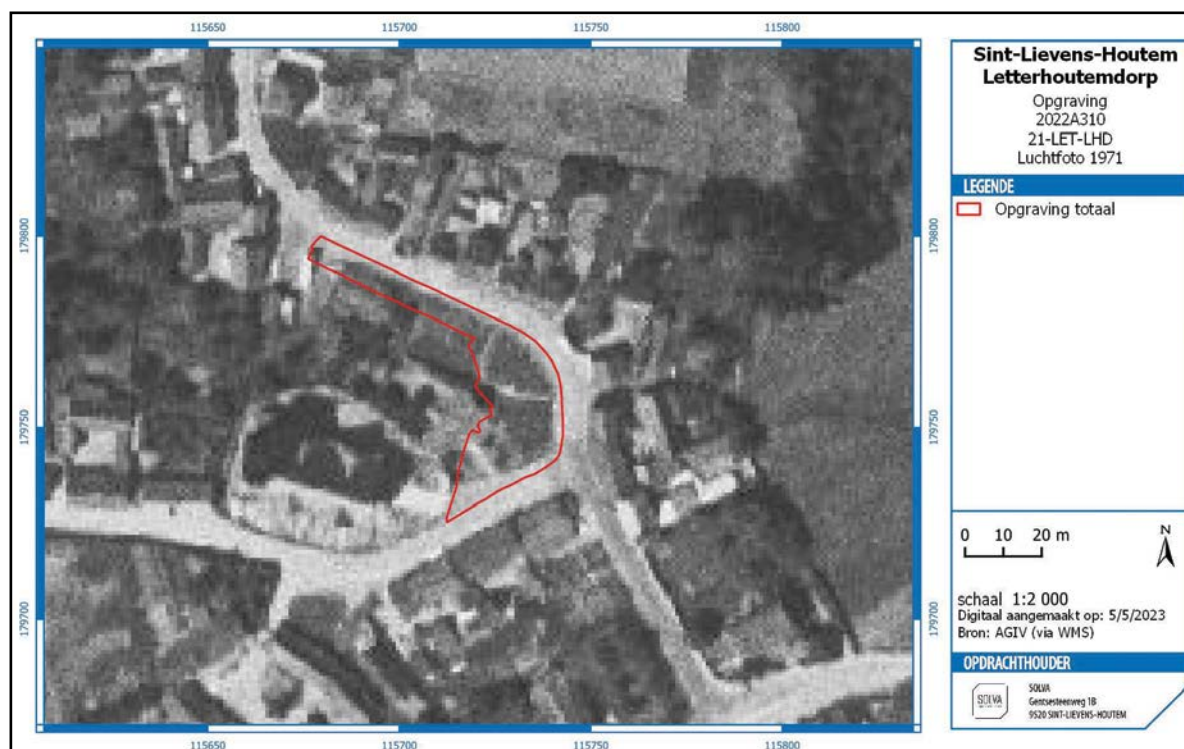 115650
115700
115750
115800
179800
179750
179700
179800
179750
179700
115650
115700
115750
115800
Sint-Lievens-Houtem
Letterhoutemdorp
Opgraving
2022A310
21-LET-LHD
Luchtfoto 1971
LEGENDE
Opgraving totaal
0 10 20 m
N
schaal 1:2 000
Digitaal aangemaakt op: 5/5/2023
Bron: AGIV (via WMS)
OPDRACHTHOUDER
SOLVA
SOLVA
Gentsesteenweg 1B
9520 SINT-LIEVENS-HOUTEM